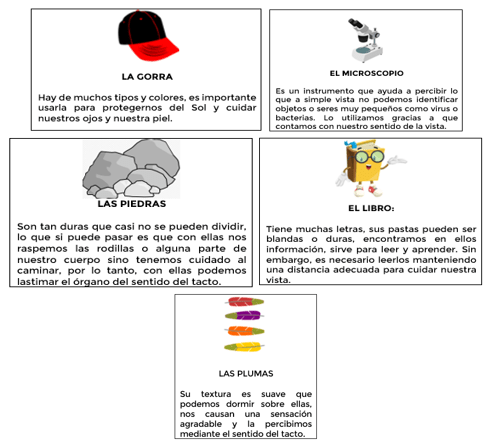 LA GORRA
Hay de muchos tipos y colores, es importante
usarla para protegernos del Sol y cuidar
nuestros ojos y nuestra piel.
EL MICROSCOPIO
Es un instrumento que ayuda a percibir lo
que a simple vista no podemos identificar
objetos o seres muy pequeños como virus o
bacterias. Lo utilizamos gracias a que
contamos con nuestro sentido de la vista.
LAS PIEDRAS
Son tan duras que casi no se pueden dividir,
lo que si puede pasar es que con ellas nos
raspemos las rodillas o alguna parte de
nuestro cuerpo sino tenemos cuidado al
caminar, por lo tanto, con ellas podemos
lastimar el órgano del sentido del tacto.
EL LIBRO:
Tiene muchas letras, sus pastas pueden ser
blandas o duras, encontramos en ellos
información, sirve para leer y aprender. Sin
embargo, es necesario leerlos manteniendo
una distancia adecuada para cuidar nuestra
vista.
LAS PLUMAS
Su textura es suave que
podemos dormir sobre ellas,
nos causan una sensación
agradable y la percibimos
mediante el sentido del tacto.